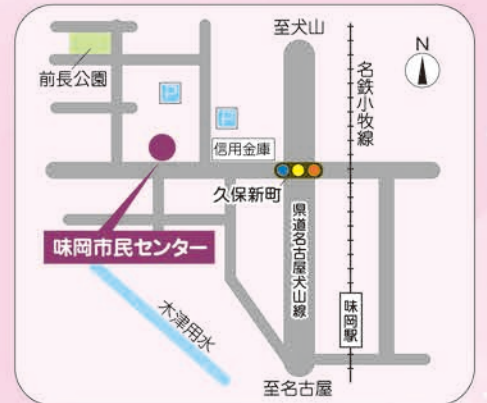 至犬山
N
前長公園
P
P
名鉄小牧線
信用金庫
久保新町
味岡市民センター
県道名古屋犬山線
味岡駅
木津用水
至名古屋